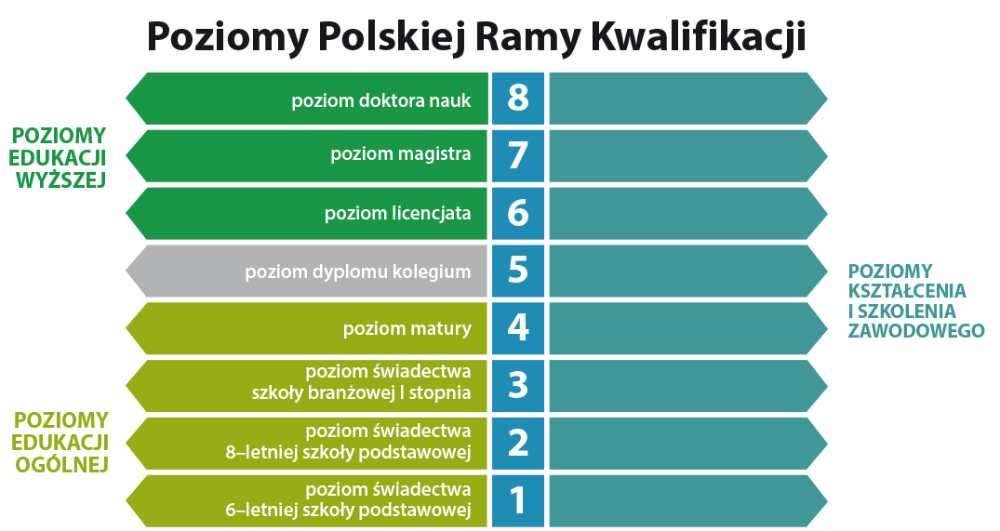 Poziomy Polskiej Ramy Kwalifikacji
POZIOMY
EDUKACJI
WYŻSZEJ
poziom doktora nauk 8
poziom magistra 7
poziom licencjata 6
poziom dyplomu kolegium 5
poziom matury 4
poziom świadectwa
szkoły branżowej I stopnia 3
poziom świadectwa
8–letniej szkoły podstawowej 2
poziom świadectwa
6–letniej szkoły podstawowej 1
POZIOMY
EDUKACJI
OGÓLNEJ
POZIOMY
KSZTAŁCENIA
I SZKOLENIA
ZAWODOWEGO